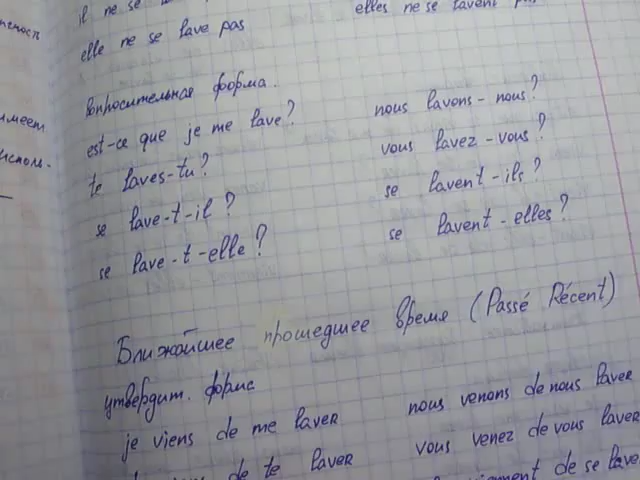 il ne se
elles ne se lavent pas
elle ne se lave pas
Вопросительная форма.
est-ce que je me lave?
te laves-tu?
se lave-t-il?
se lave-t-elle?
nous lavons-nous?
vous lavez-vous?
se lavent-ils?
se lavent-elles?
имеет
исполь-
Ближайшее прошедшее время (Passé Récent)
утвердит. форма
je viens de me laver
de te laver
nous venons de nous laver
vous venez de vous laver
de se laver